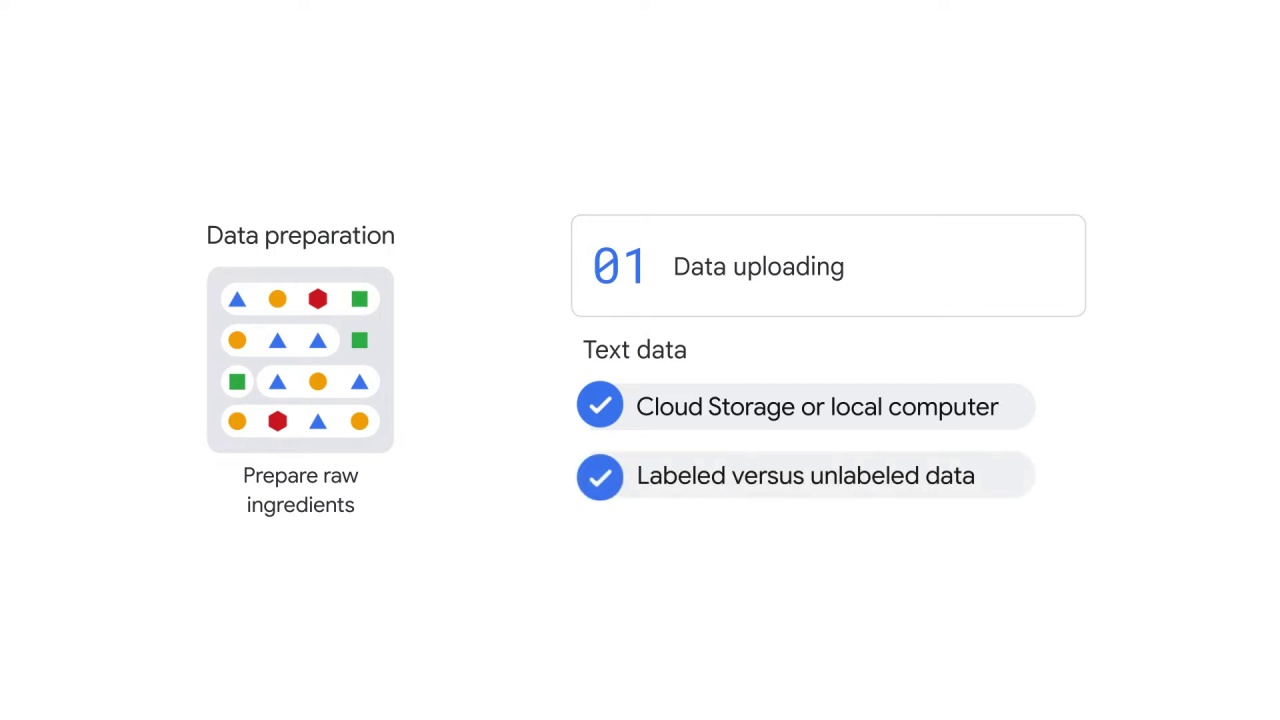 Data preparation
Prepare raw
ingredients
01 Data uploading
Text data
Cloud Storage or local computer
Labeled versus unlabeled data